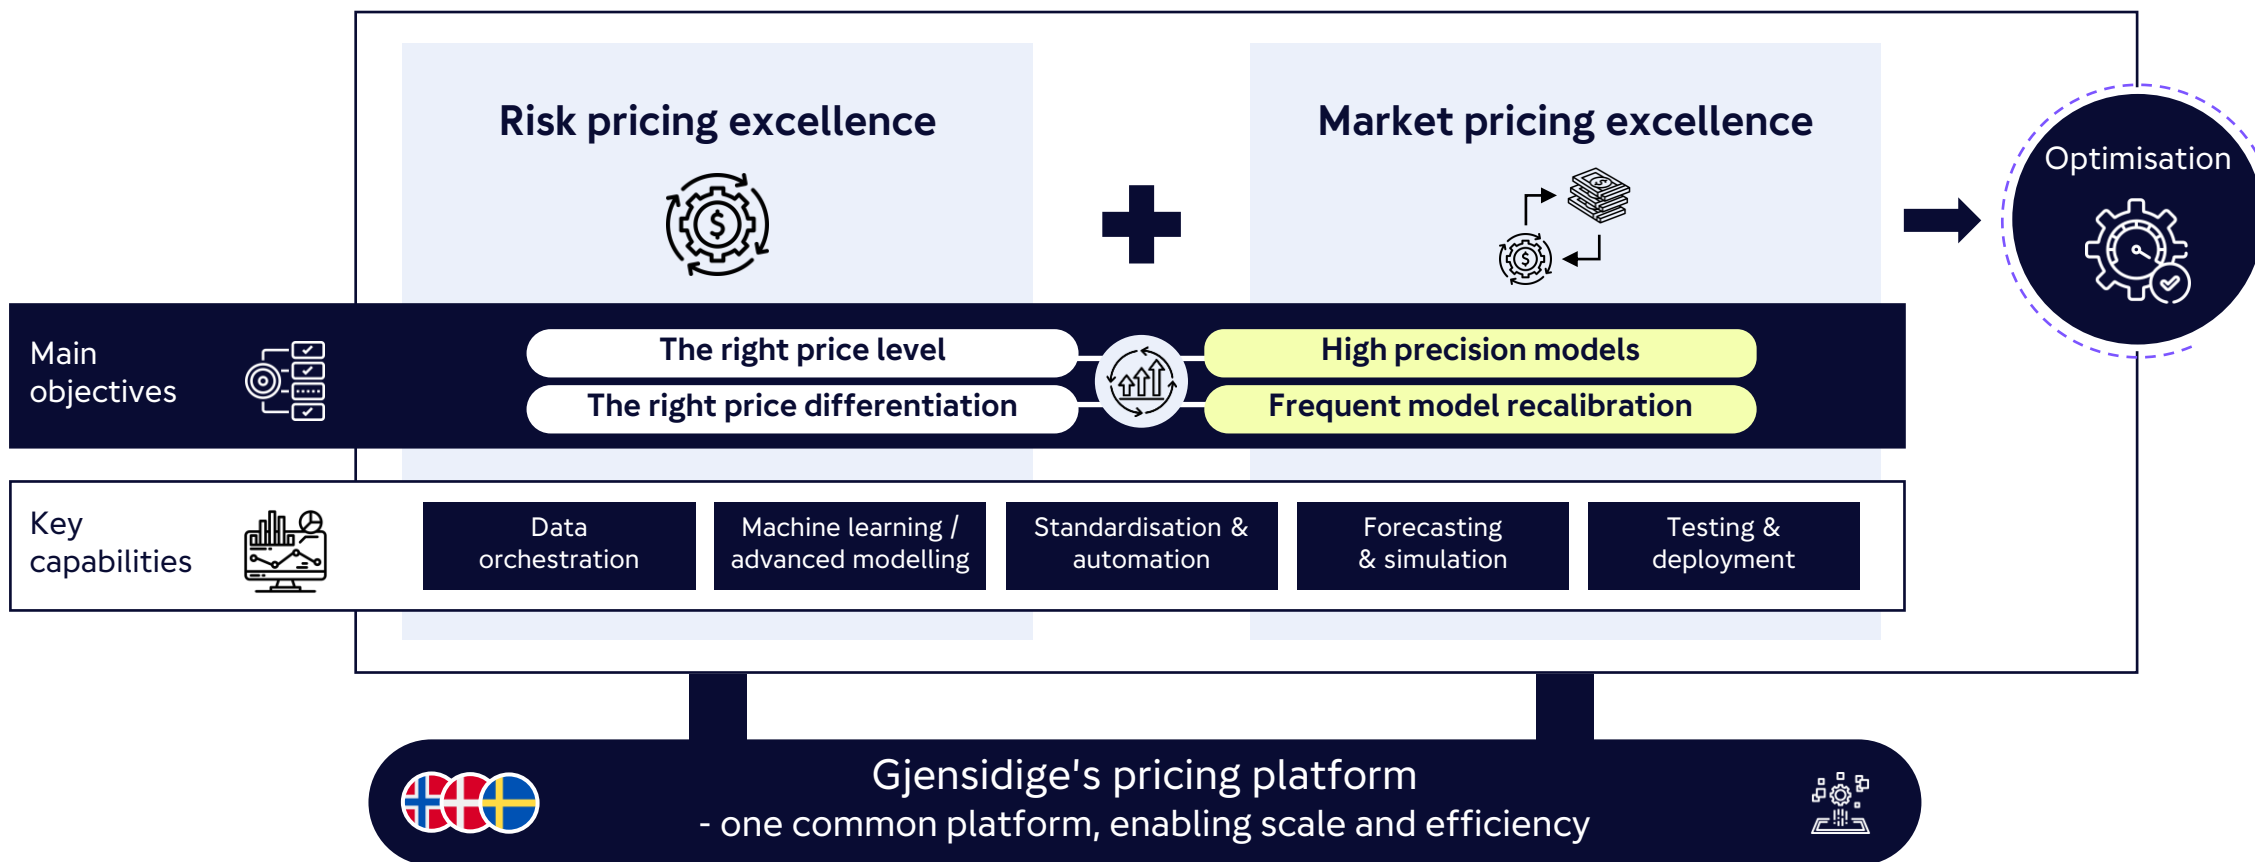 Risk pricing excellence
Market pricing excellence
Optimisation
Main
objectives
The right price level
The right price differentiation
High precision models
Frequent model recalibration
Key
capabilities
Data
orchestration
Machine learning /
advanced modelling
Standardisation &
automation
Forecasting
& simulation
Testing &
deployment
Gjensidige's pricing platform
- one common platform, enabling scale and efficiency